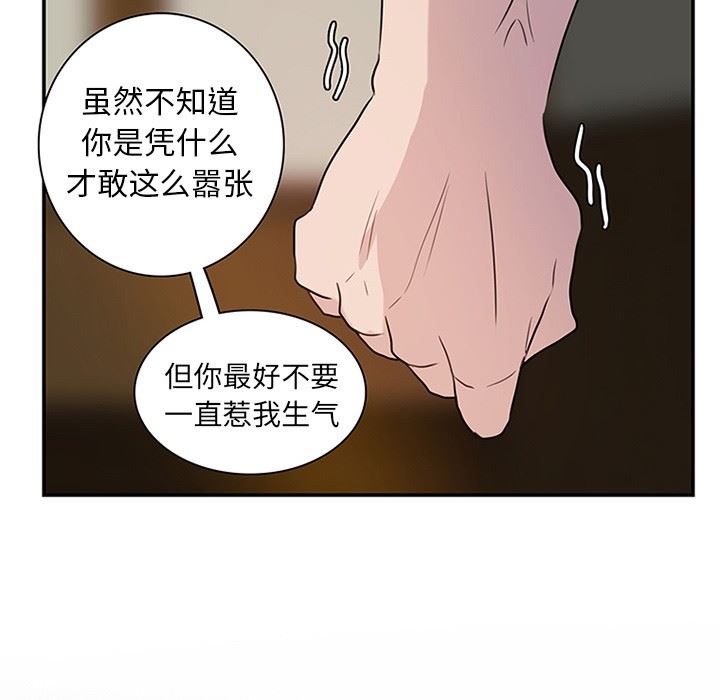 虽然不知道
你是凭什么
才敢这么嚣张
但你最好不要
一直惹我生气